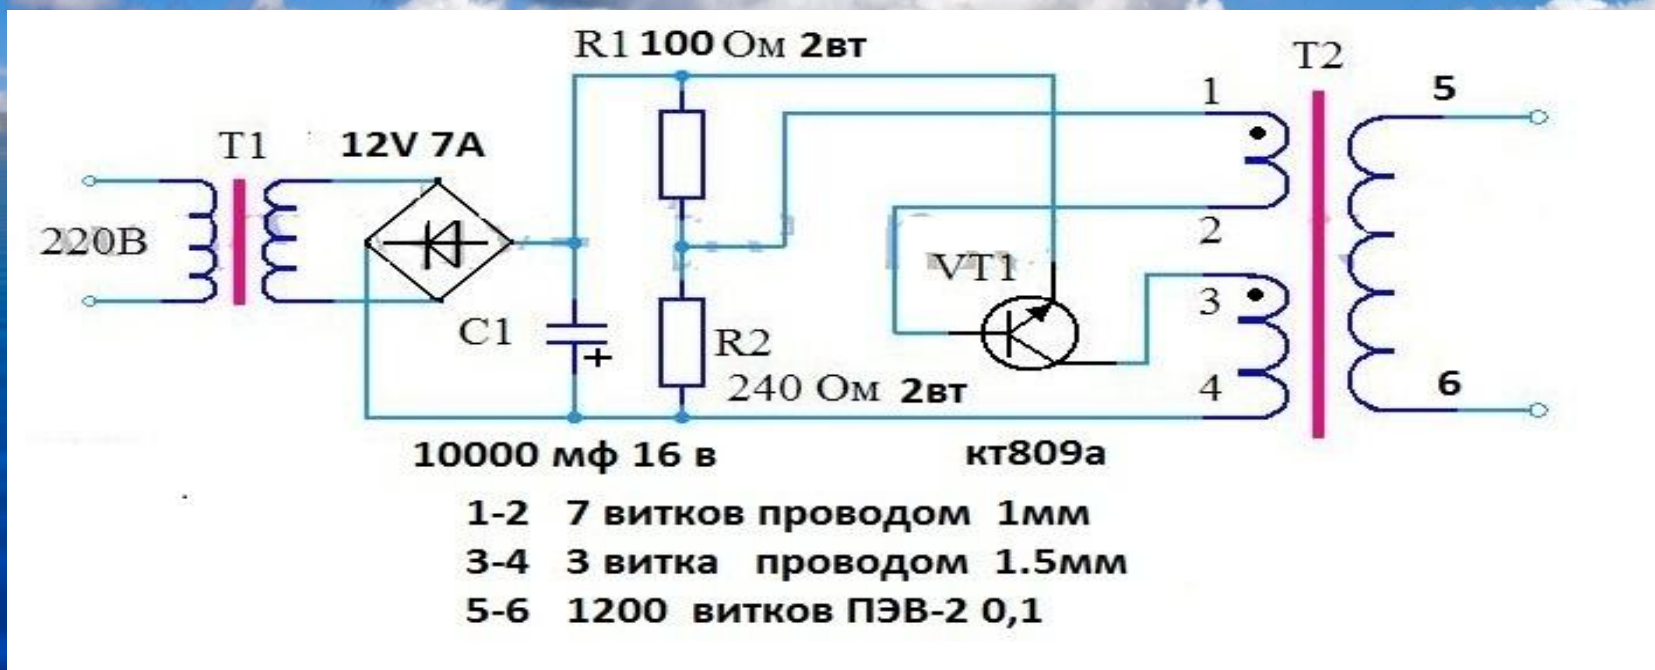 R1 100 Ом 2вт
T2
1
5
T1
12V 7A
220В
2
VT1
3
C1
+
R2
240 Ом 2вт
4
6
10000 мф 16 в
кт809а
1-2 7 витков проводом 1мм
3-4 3 витка проводом 1.5мм
5-6 1200 витков ПЭВ-2 0,1